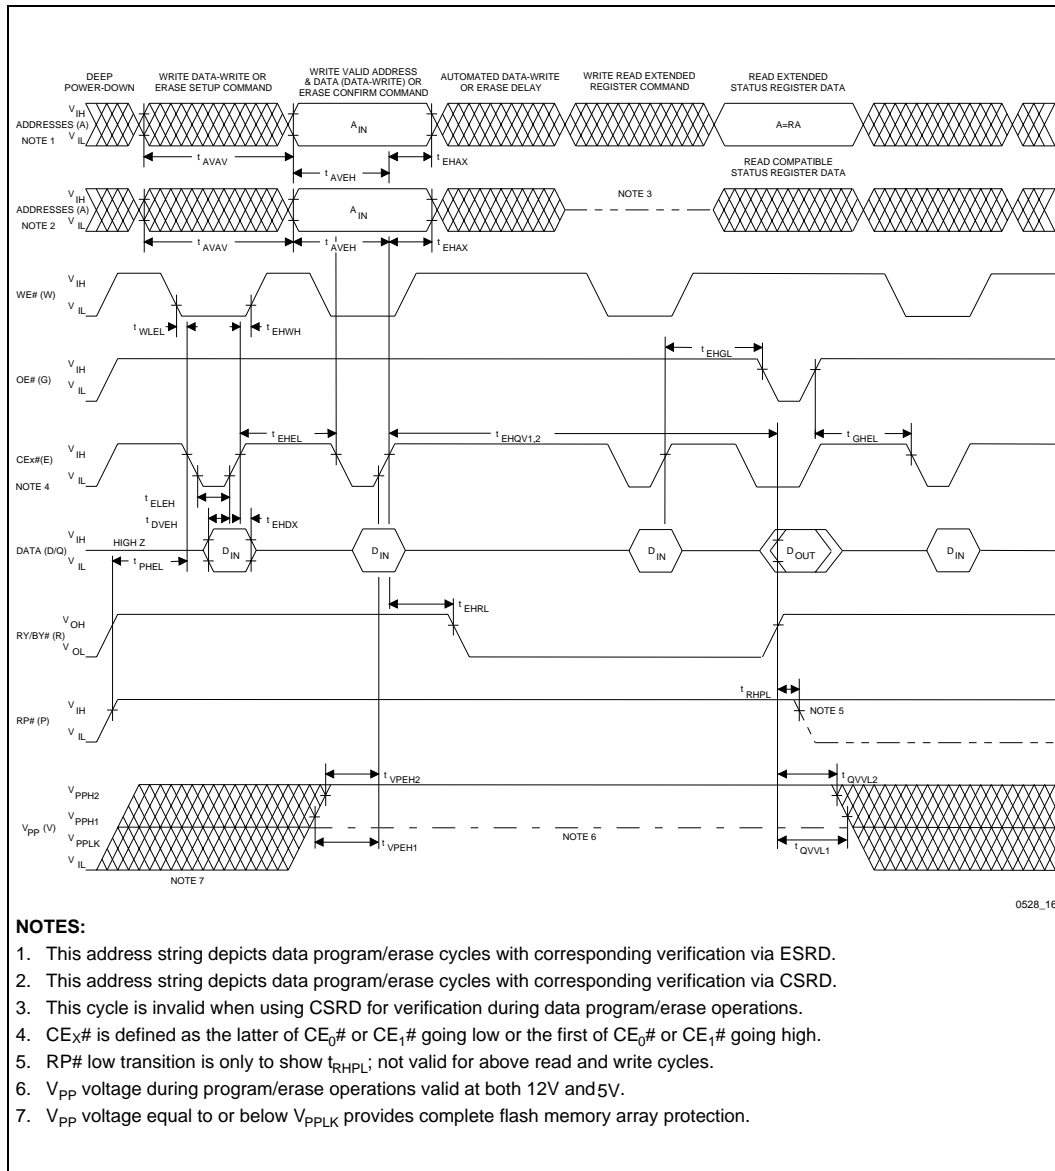 DEEP
POWER-DOWN
WRITE DATA-WRITE OR
ERASE SETUP COMMAND
WRITE VALID ADDRESS
& DATA (DATA-WRITE) OR
ERASE CONFIRM COMMAND
AUTOMATED DATA-WRITE
OR ERASE DELAY
WRITE READ EXTENDED
REGISTER COMMAND
READ EXTENDED
STATUS REGISTER DATA
V IH
ADDRESSES (A)
NOTE 1
V IL
A IN
A=RA
t AVAV
t AVEH
t EHAX
READ COMPATIBLE
STATUS REGISTER DATA
V IH
ADDRESSES (A)
NOTE 2
V IL
A IN
NOTE 3
t AVAV
t AVEH
t EHAX
WE# (W)
V IH
V IL
t WLEL
t EHWH
t EHGL
OE# (G)
V IH
V IL
t EHEL
t EHQV1,2
t GHEL
CEx#(E)
NOTE 4
V IH
V IL
t ELEH
t DVEH
t EHDX
DATA (D/Q)
V IH
V IL
HIGH Z
D IN
D IN
D IN
D OUT
D IN
t PHEL
t EHRL
RY/BY# (R)
V OH
V OL
t RHPL
RP# (P)
V IH
V IL
NOTE 5
t VPEH2
t QVVL2
V PP (V)
V PPH2
V PPH1
V PPLK
V IL
NOTE 6
t VPEH1
t QVVL1
NOTE 7
0528_16
NOTES:
1. This address string depicts data program/erase cycles with corresponding verification via ESRD.
2. This address string depicts data program/erase cycles with corresponding verification via CSRD.
3. This cycle is invalid when using CSRD for verification during data program/erase operations.
4. CEX# is defined as the latter of CE0# or CE1# going low or the first of CE0# or CE1# going high.
5. RP# low transition is only to show tRHPL; not valid for above read and write cycles.
6. VPP voltage during program/erase operations valid at both 12V and 5V.
7. VPP voltage equal to or below VPPLK provides complete flash memory array protection.